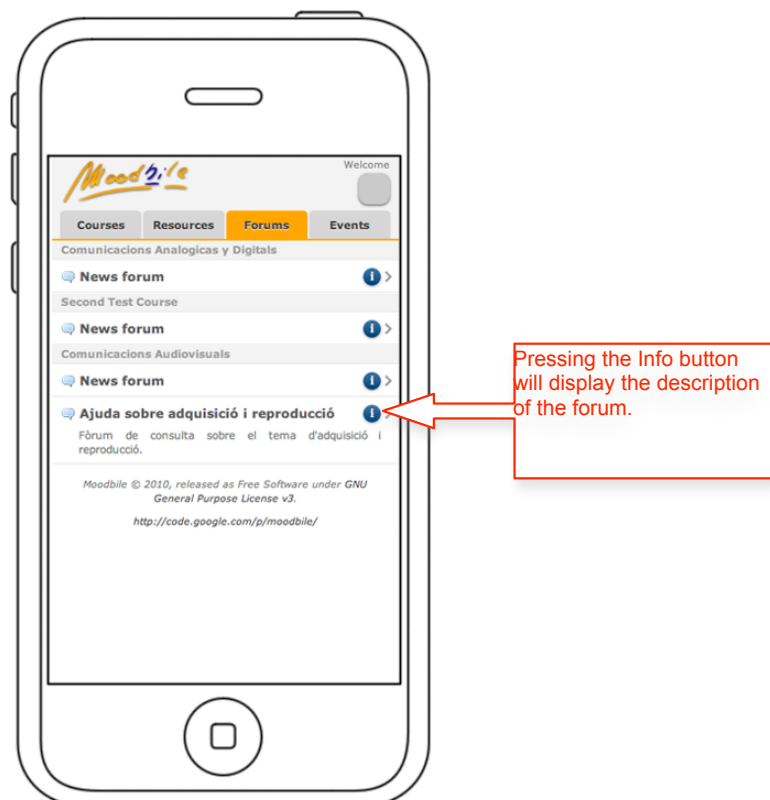 Moodbile
Welcome
Courses Resources Forums Events
Comunicacions Analogicas y Digitals
News forum
Second Test Course
News forum
Comunicacions Audiovisuals
News forum
Ajuda sobre adquisició i reproducció
Fòrum de consulta sobre el tema d'adquisició i
reproducció.
Moodbile © 2010, released as Free Software under GNU
General Purpose License v3.
http://code.google.com/p/moodbile/
Pressing the Info button
will display the description
of the forum.